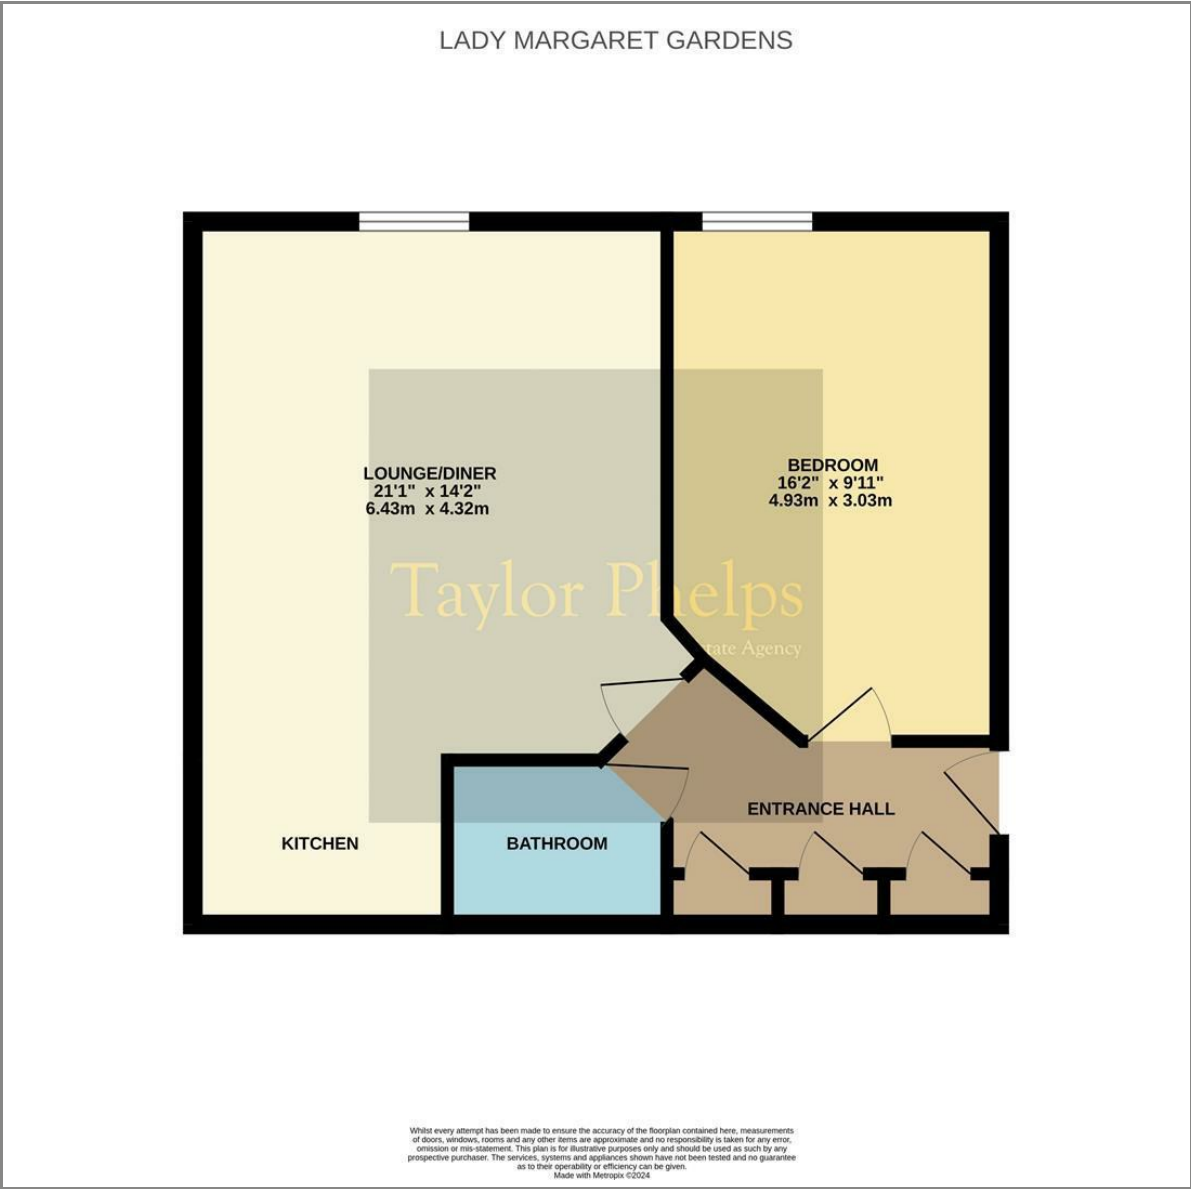 LADY MARGARET GARDENS
LOUNGE/DINER
21'1" x 14'2"
6.43m x 4.32m
BEDROOM
16'2" x 9'11"
4.93m x 3.03m
Taylor Phelps
Agency
ENTRANCE HALL
KITCHEN
BATHROOM
Whilst every attempt has been made to ensure the accuracy of the floorplan contained here, measurements
of doors, windows, rooms and any other items are approximate and no responsibility is taken for any error,
omission or mis-statement. This plan is for illustrative purposes only and should be used as such by any
prospective purchaser. The services, systems and appliances shown have not been tested and no guarantee
as to their operability or efficiency can be given.
Made with Metropix ©2024